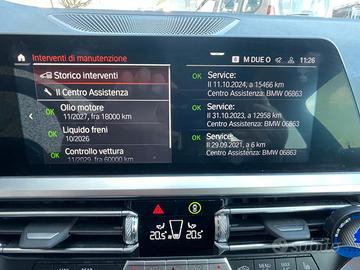 M DUE O
11:26
Interventi di manutenzione
Storico interventi
Il Centro Assistenza
Olio motore
OK 11/2027, fra 18000 km
Liquido freni
OK 10/2026
Controllo vettura
OK 11/2029, fra 60000 km
OK Service:
Il 11.10.2024, a 15466 km
Centro Assistenza: BMW 06863
OK Service:
Il 31.10.2023, a 12958 km
Centro Assistenza: BMW 06863
OK Service:
Il 29.09.2021, a 6 km
Centro Assistenza: BMW 06863
20.5
20.5
subito